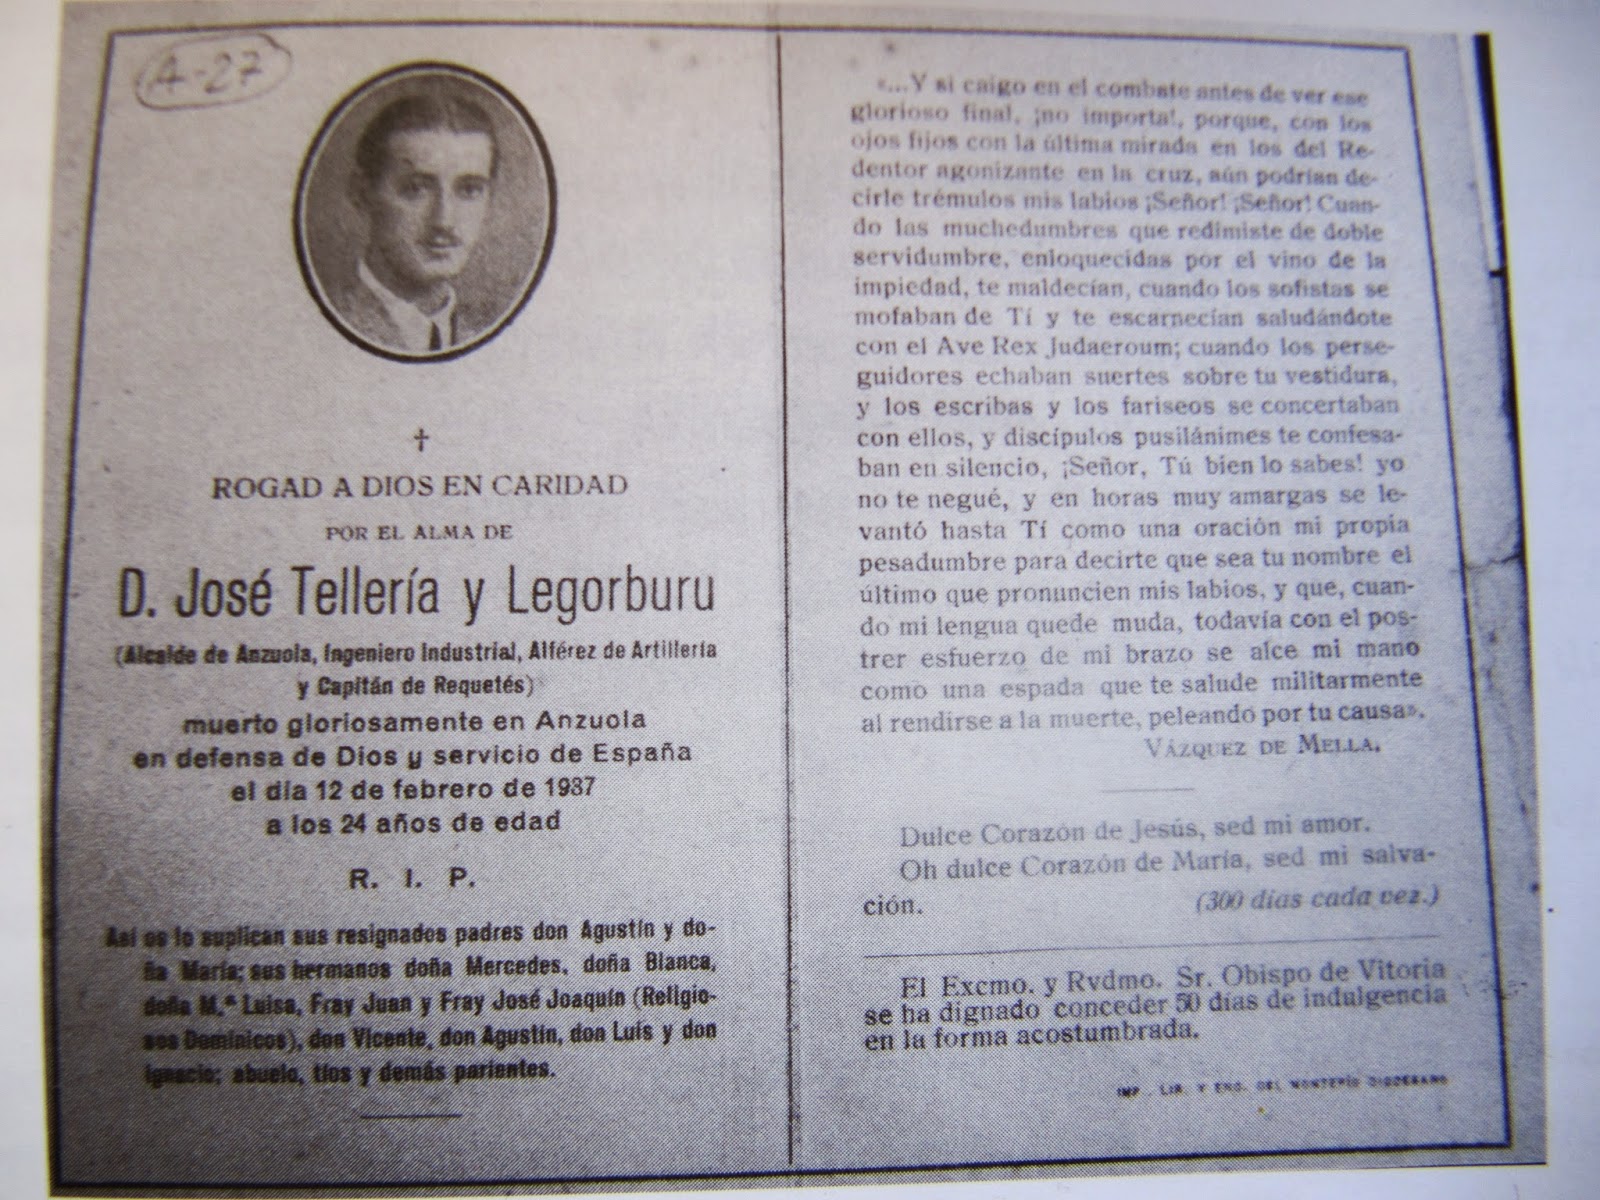 A-27
✝
ROGAD A DIOS EN CARIDAD
POR EL ALMA DE
D. José Tellería y Legorburu
(Alcalde de Anzuola, Ingeniero Industrial, Alférez de Artillería
y Capitán de Requetés)
muerto gloriosamente en Anzuola
en defensa de Dios y servicio de España
el día 12 de febrero de 1937
a los 24 años de edad
R. I. P.
Así os lo suplican sus resignados padres don Agustín y do-
ña María; sus hermanos doña Mercedes, doña Blanca,
doña M.ª Luisa, Fray Juan y Fray José Joaquín (Religio-
sos Dominicos), don Vicente, don Agustín, don Luís y don
Ignacio; abuelo, tíos y demás parientes.
«...Y si caigo en el combate antes de ver ese
glorioso final, ¡no importa!, porque, con los
ojos fijos con la última mirada en los del Re-
dentor agonizante en la cruz, aún podrían de-
cirle trémulos mis labios ¡Señor! ¡Señor! Cuan-
do las muchedumbres que redimiste de doble
servidumbre, enloquecidas por el vino de la
impiedad, te maldecían, cuando los sofistas se
mofaban de Tí y te escarnecían saludándote
con el Ave Rex Judaeroum; cuando los perse-
guidores echaban suertes sobre tu vestidura,
y los escribas y los fariseos se concertaban
con ellos, y discípulos pusilánimes te confesa-
ban en silencio, ¡Señor, Tú bien lo sabes! yo
no te negué, y en horas muy amargas se le-
vantó hasta Tí como una oración mi propia
pesadumbre para decirte que sea tu nombre el
último que pronuncien mis labios, y que, cuan-
do mi lengua quede muda, todavía con el pos-
trer esfuerzo de mi brazo se alce mi mano
como una espada que te salude militarmente
al rendirse a la muerte, peleando por tu causa».
VÁZQUEZ DE MELLA.
Dulce Corazón de Jesús, sed mi amor.
Oh dulce Corazón de María, sed mi salva-
ción. (300 días cada vez.)
El Excmo. y Rvdmo. Sr. Obispo de Vitoria
se ha dignado conceder 50 días de indulgencia
en la forma acostumbrada.
IMP., LIB. Y ENC. DEL MONTEPÍO DIOCESANO